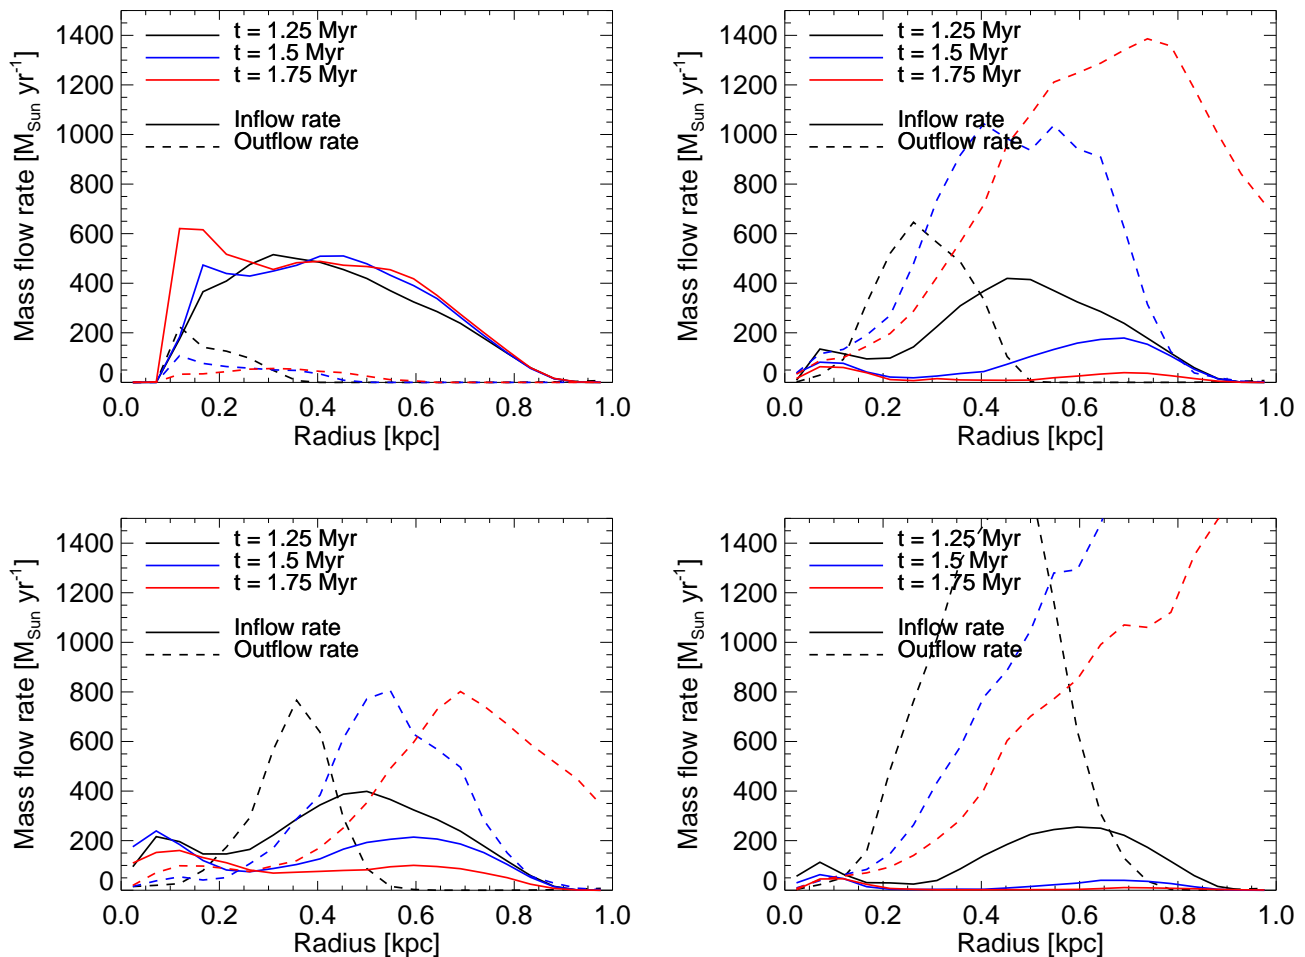 t = 1.25 Myr
t = 1.5 Myr
t = 1.75 Myr
Inflow rate
Outflow rate
Mass flow rate [M_Sun yr^-1]
1400
1200
1000
800
600
400
200
0
0.0 0.2 0.4 0.6 0.8 1.0
Radius [kpc]
t = 1.25 Myr
t = 1.5 Myr
t = 1.75 Myr
Inflow rate
Outflow rate
Mass flow rate [M_Sun yr^-1]
1400
1200
1000
800
600
400
200
0
0.0 0.2 0.4 0.6 0.8 1.0
Radius [kpc]
t = 1.25 Myr
t = 1.5 Myr
t = 1.75 Myr
Inflow rate
Outflow rate
Mass flow rate [M_Sun yr^-1]
1400
1200
1000
800
600
400
200
0
0.0 0.2 0.4 0.6 0.8 1.0
Radius [kpc]
t = 1.25 Myr
t = 1.5 Myr
t = 1.75 Myr
Inflow rate
Outflow rate
Mass flow rate [M_Sun yr^-1]
1400
1200
1000
800
600
400
200
0
0.0 0.2 0.4 0.6 0.8 1.0
Radius [kpc]